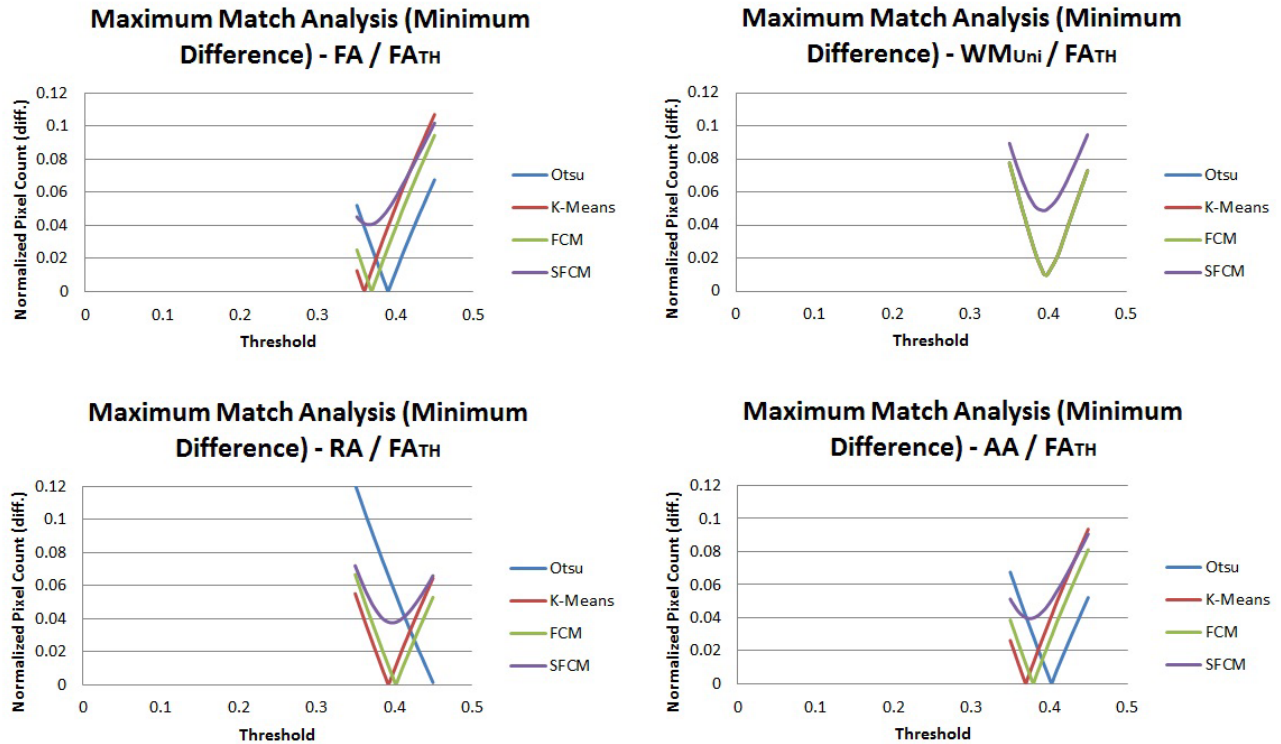 Maximum Match Analysis (Minimum
Difference) - FA / FATH
Normalized Pixel Count (diff.)
0.12
0.1
0.08
0.06
0.04
0.02
0
0 0.1 0.2 0.3 0.4 0.5
Threshold
Otsu
K-Means
FCM
SFCM
Maximum Match Analysis (Minimum
Difference) - WMUni / FATH
Normalized Pixel Count (diff.)
0.12
0.1
0.08
0.06
0.04
0.02
0
0 0.1 0.2 0.3 0.4 0.5
Threshold
Otsu
K-Means
FCM
SFCM
Maximum Match Analysis (Minimum
Difference) - RA / FATH
Normalized Pixel Count (diff.)
0.12
0.1
0.08
0.06
0.04
0.02
0
0 0.1 0.2 0.3 0.4 0.5
Threshold
Otsu
K-Means
FCM
SFCM
Maximum Match Analysis (Minimum
Difference) - AA / FATH
Normalized Pixel Count (diff.)
0.12
0.1
0.08
0.06
0.04
0.02
0
0 0.1 0.2 0.3 0.4 0.5
Threshold
Otsu
K-Means
FCM
SFCM